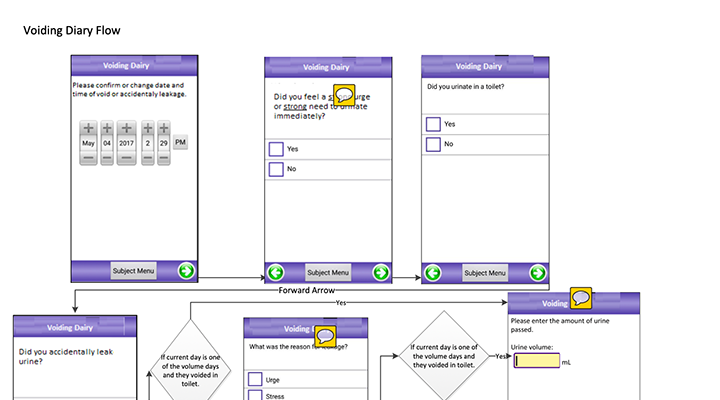 Voiding Diary Flow
Voiding Dairy
Please confirm or change date and
time of void or accidentaly leakage.
May 04 2017 2 29 PM
Subject Menu
Voiding Dairy
Did you feel a urge
or strong need to urinate
immediately?
Yes
No
Subject Menu
Voiding Dairy
Did you urinate in a toilet?
Yes
No
Subject Menu
Forward Arrow
Yes
Voiding Dairy
Did you accidentally leak
urine?
If current day is one
of the volume days
and they voided in
toilet.
Voiding
What was the reason for leakage?
Urge
Stress
If current day is one of
the volume days and
they voided in toilet.
Yes
Voiding
Please enter the amount of urine
passed.
Urine volume:
mL